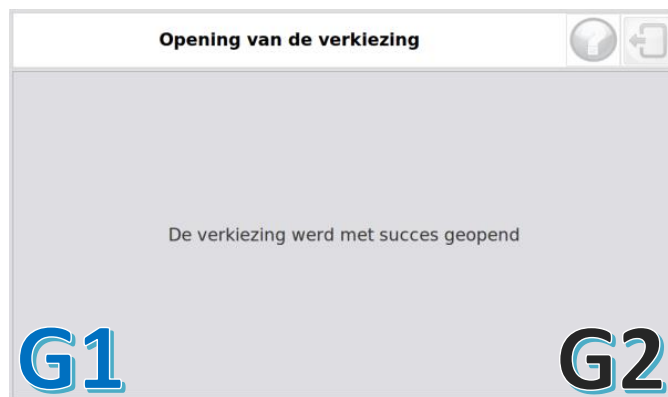 Opening van de verkiezing
De verkiezing werd met succes geopend
G1
G2